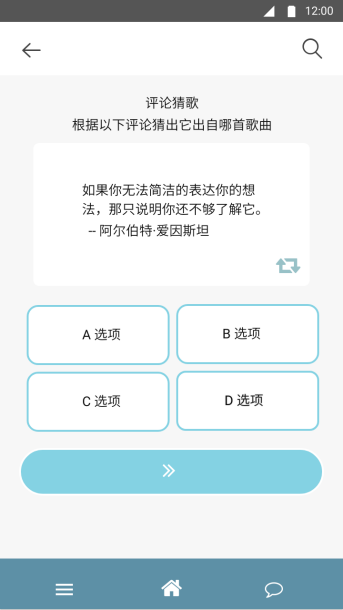 12:00
评论猜歌
根据以下评论猜出它出自哪首歌曲
如果你无法简洁的表达你的想
法，那只说明你还不够了解它。
-- 阿尔伯特·爱因斯坦
A 选项
B 选项
C 选项
D 选项